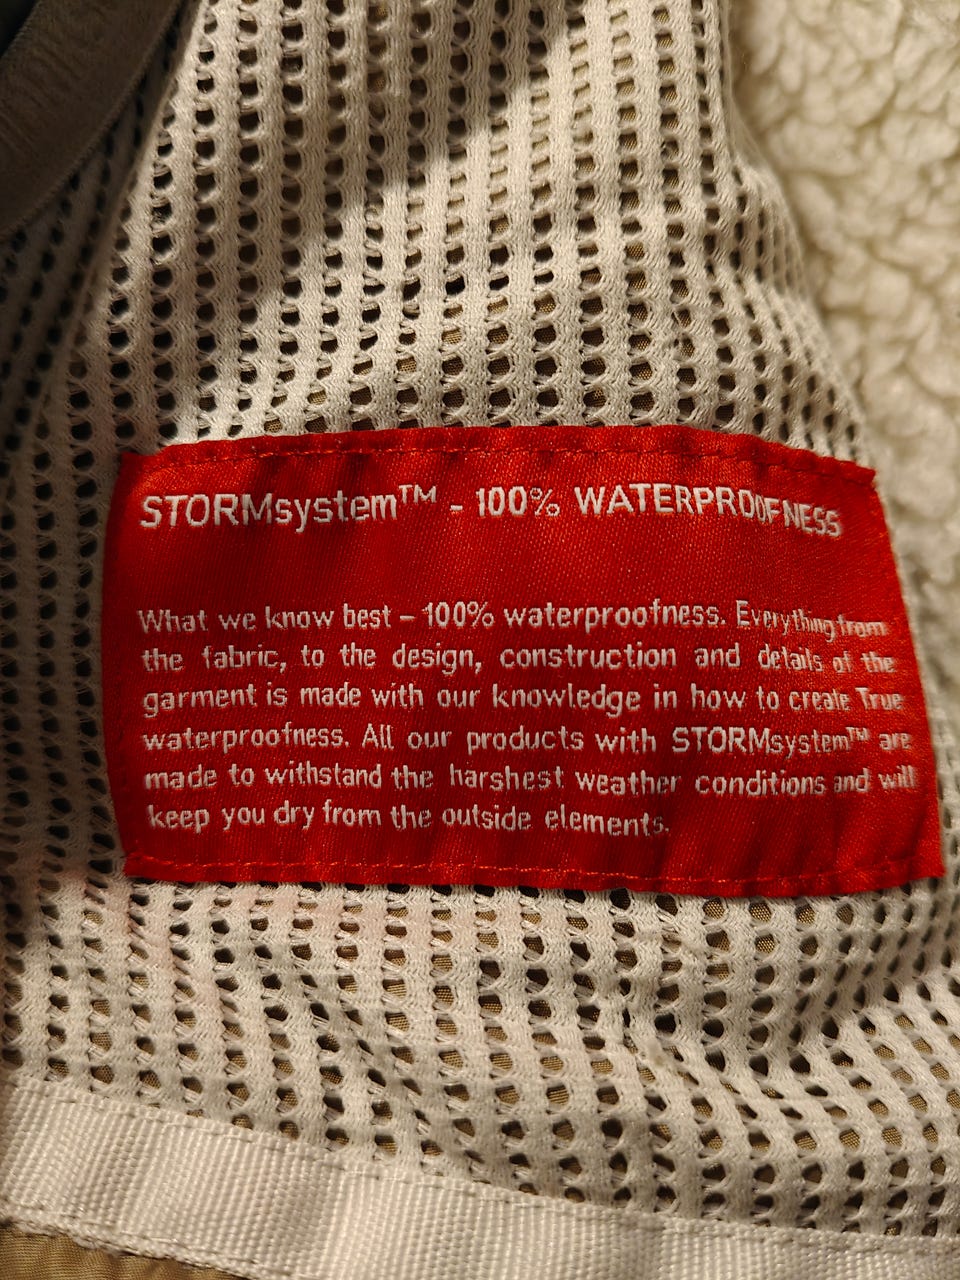 STORMsystem™ - 100% WATERPROOFNESS
What we know best – 100% waterproofness. Everything from
the fabric, to the design, construction and details of the
garment is made with our knowledge in how to create True
waterproofness. All our products with STORMsystem™ are
made to withstand the harshest weather conditions and will
keep you dry from the outside elements.